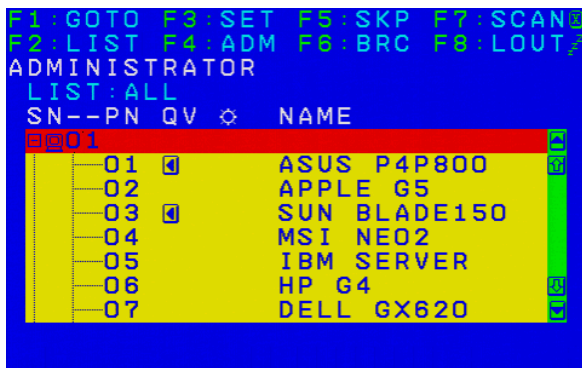 F1:GOTO F3:SET F5:SKP F7:SCAN
F2:LIST F4:ADM F6:BRC F8:LOUT
ADMINISTRATOR
LIST:ALL
SN--PN QV NAME
01
01 ASUS P4P800
02 APPLE G5
03 SUN BLADE150
04 MSI NEO2
05 IBM SERVER
06 HP G4
07 DELL GX620